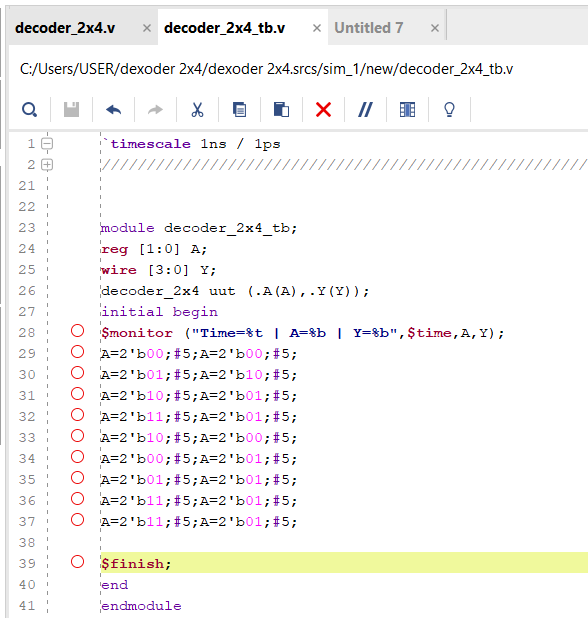 decoder_2x4.v × decoder_2x4_tb.v × Untitled 7 ×
C:/Users/USER/dexoder 2x4/dexoder 2x4.srcs/sim_1/new/decoder_2x4_tb.v
1 `timescale 1ns / 1ps
2 //////////////////////////////////////////////////////
21
22
23 module decoder_2x4_tb;
24 reg [1:0] A;
25 wire [3:0] Y;
26 decoder_2x4 uut (.A(A),.Y(Y));
27 initial begin
28 $monitor ("Time=%t | A=%b | Y=%b",$time,A,Y);
29 A=2'b00;#5;A=2'b00;#5;
30 A=2'b01;#5;A=2'b10;#5;
31 A=2'b10;#5;A=2'b01;#5;
32 A=2'b11;#5;A=2'b01;#5;
33 A=2'b10;#5;A=2'b00;#5;
34 A=2'b00;#5;A=2'b01;#5;
35 A=2'b01;#5;A=2'b01;#5;
36 A=2'b11;#5;A=2'b01;#5;
37 A=2'b11;#5;A=2'b01;#5;
38
39 $finish;
40 end
41 endmodule